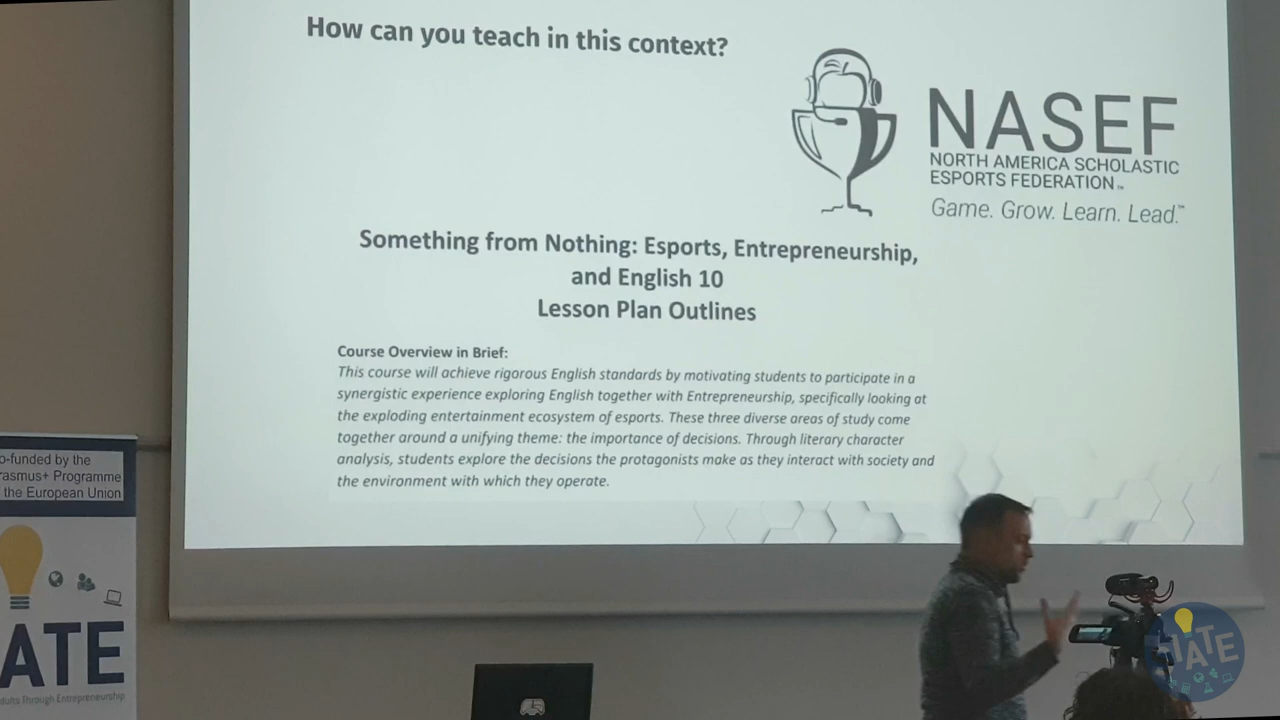 How can you teach in this context?
NASEF
NORTH AMERICA SCHOLASTIC
ESPORTS FEDERATION™
Game. Grow. Learn. Lead.™
Something from Nothing: Esports, Entrepreneurship,
and English 10
Lesson Plan Outlines
Course Overview in Brief:
This course will achieve rigorous English standards by motivating students to participate in a
synergistic experience exploring English together with Entrepreneurship, specifically looking at
the exploding entertainment ecosystem of esports. These three diverse areas of study come
together around a unifying theme: the importance of decisions. Through literary character
analysis, students explore the decisions the protagonists make as they interact with society and
the environment with which they operate.
o-funded by the
rasmus+ Programme
the European Union
ATE
dults Through Entrepreneurship